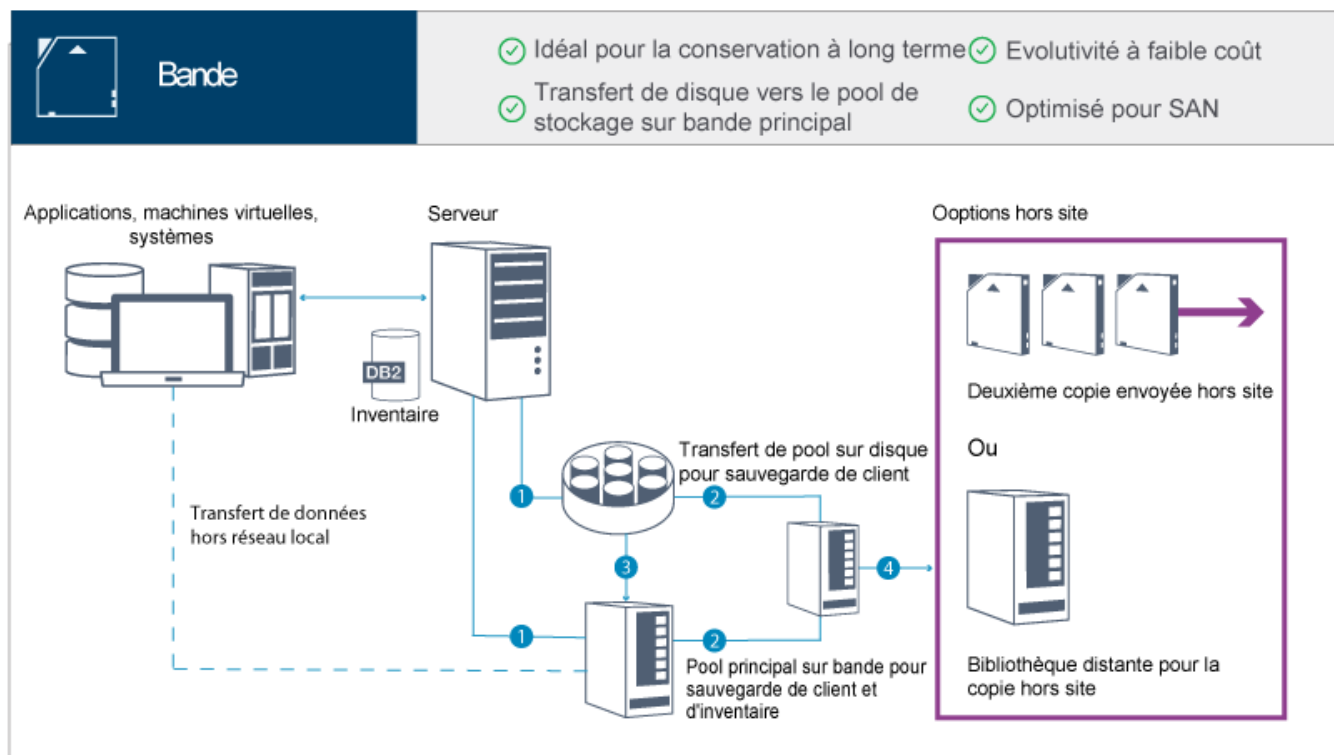 Bande
Idéal pour la conservation à long terme
Evolutivité à faible coût
Transfert de disque vers le pool de
stockage sur bande principal
Optimisé pour SAN
Applications, machines virtuelles,
systèmes
Serveur
Ooptions hors site
DB2
Inventaire
Deuxième copie envoyée hors site
Transfert de pool sur disque
pour sauvegarde de client
Ou
1
2
Transfert de données
hors réseau local
3
4
1
2
Pool principal sur bande pour
sauvegarde de client et
d'inventaire
Bibliothèque distante pour la
copie hors site